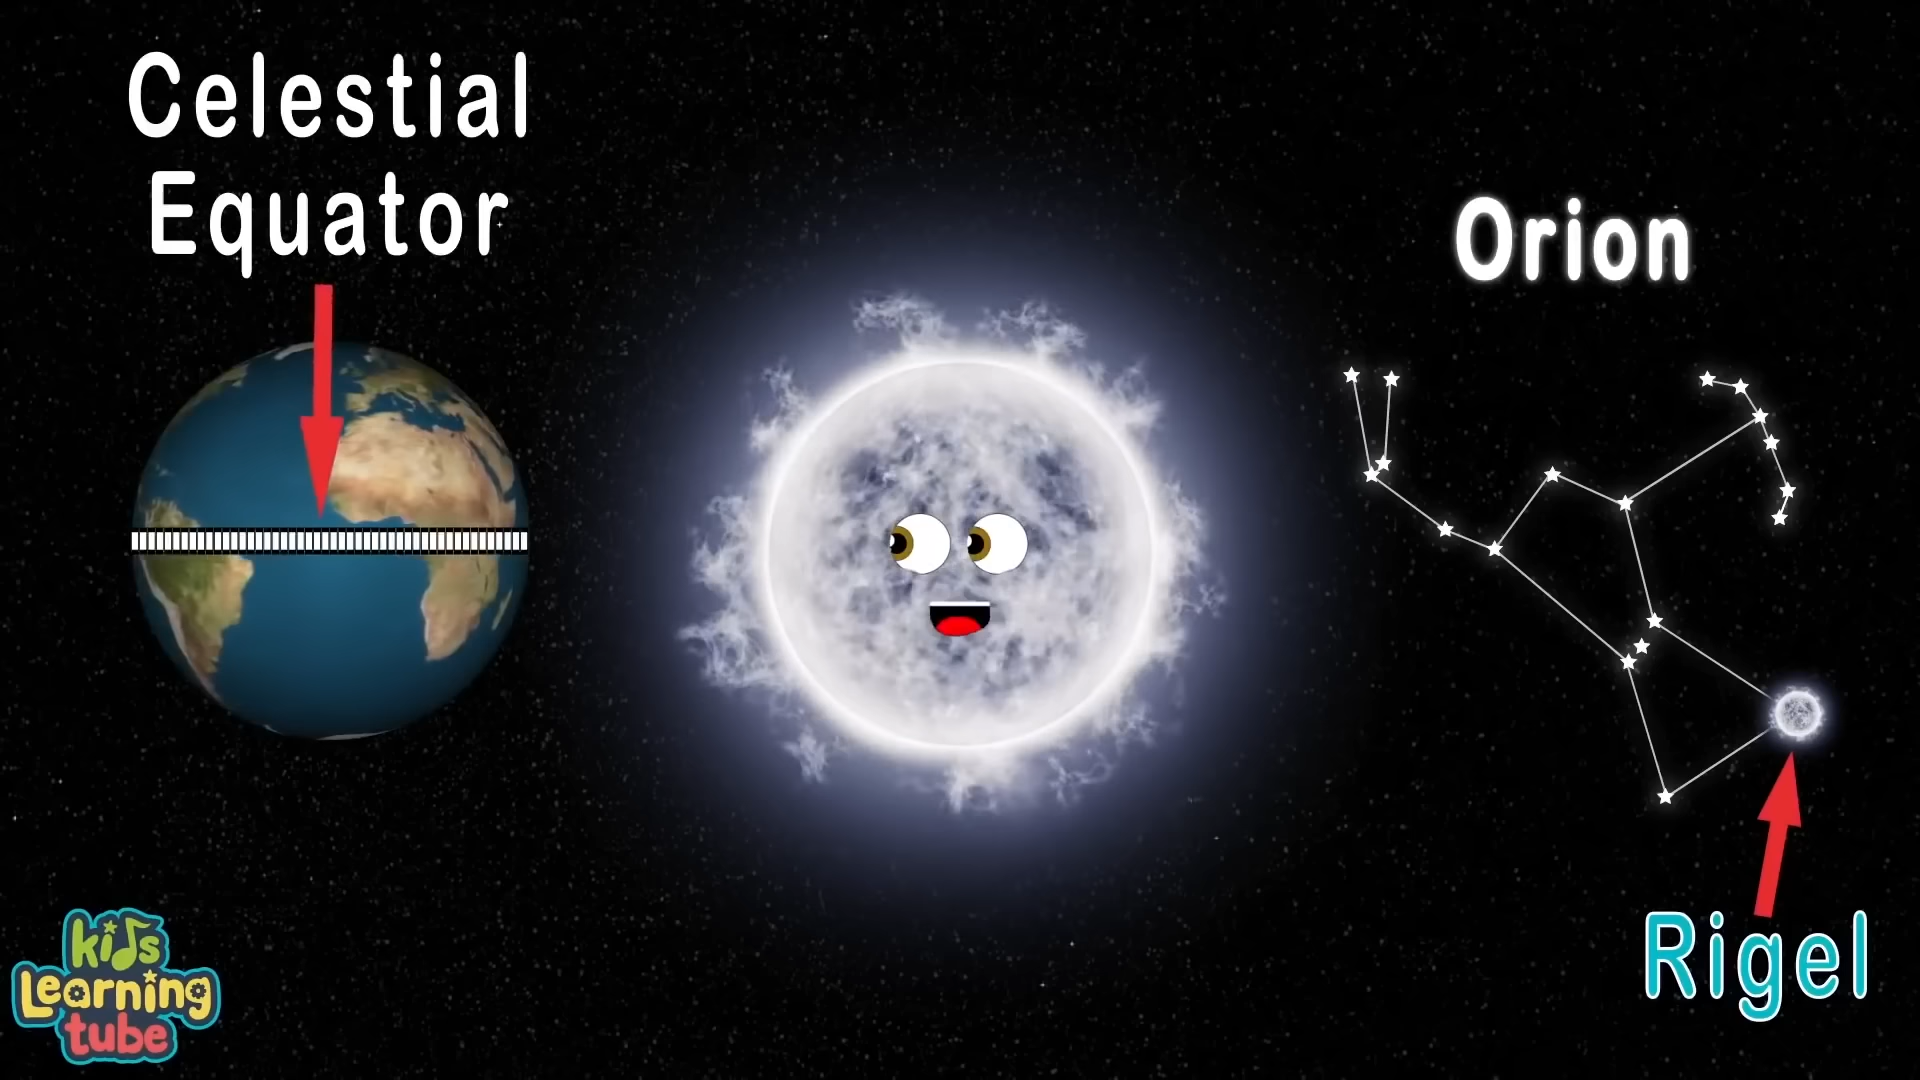 Celestial
Equator
Orion
Rigel
kids
Learning
tube